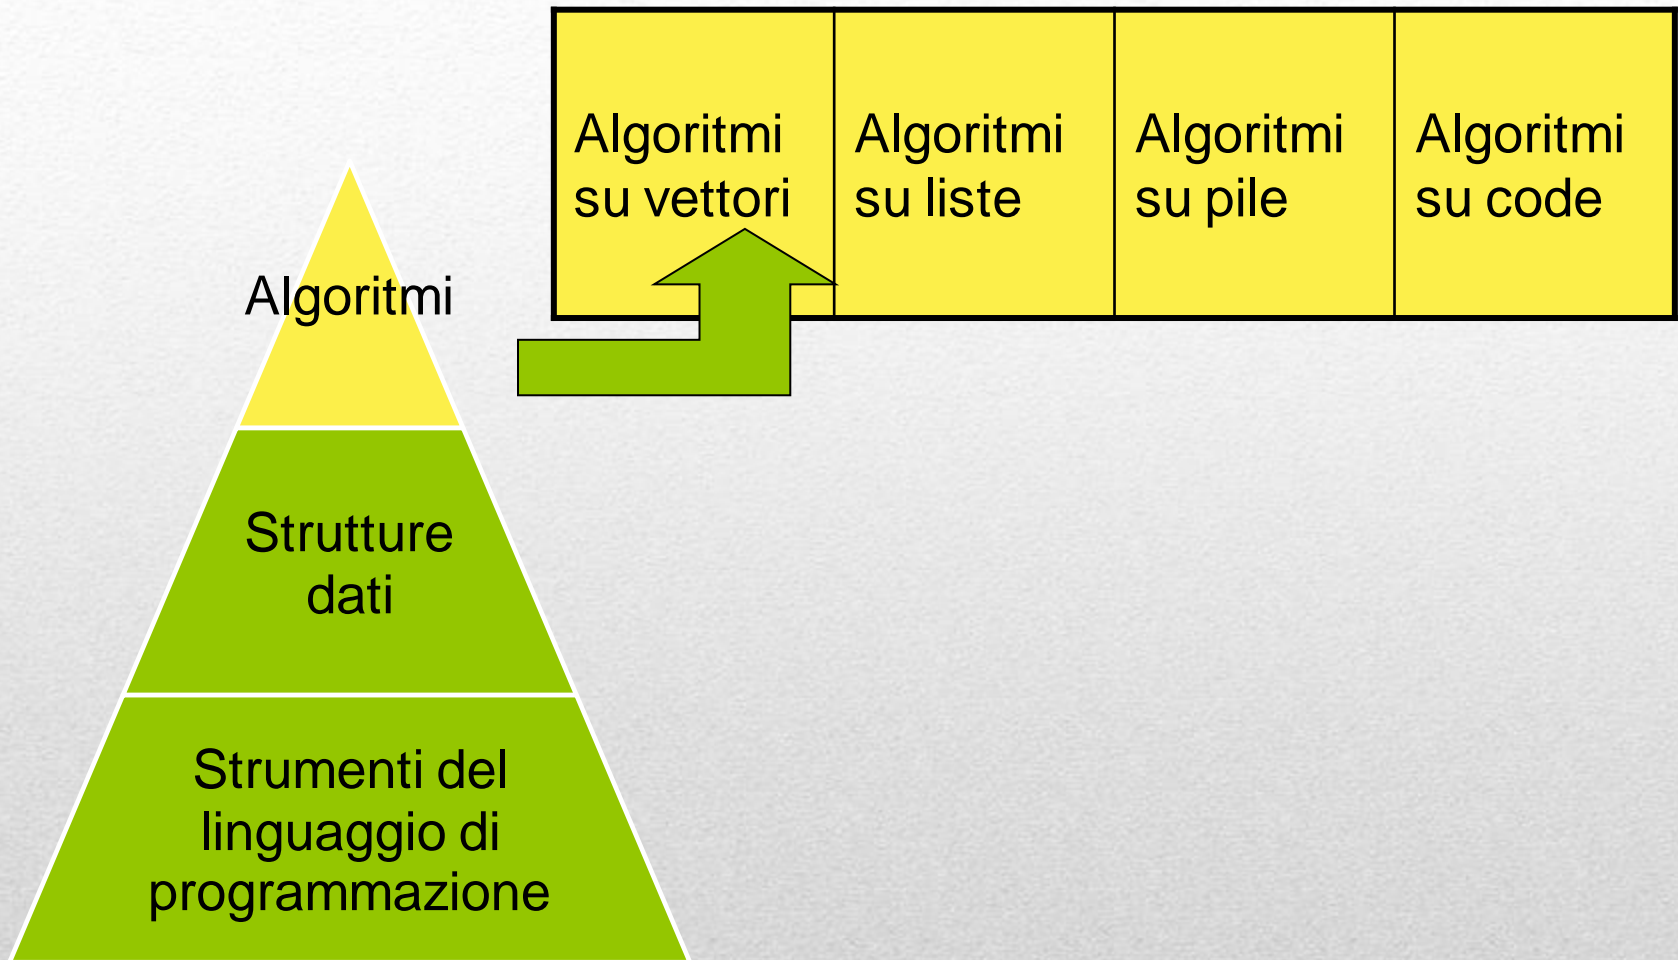 Algoritmi
su vettori
Algoritmi
su liste
Algoritmi
su pile
Algoritmi
su code
Algoritmi
Strutture
dati
Strumenti del
linguaggio di
programmazione